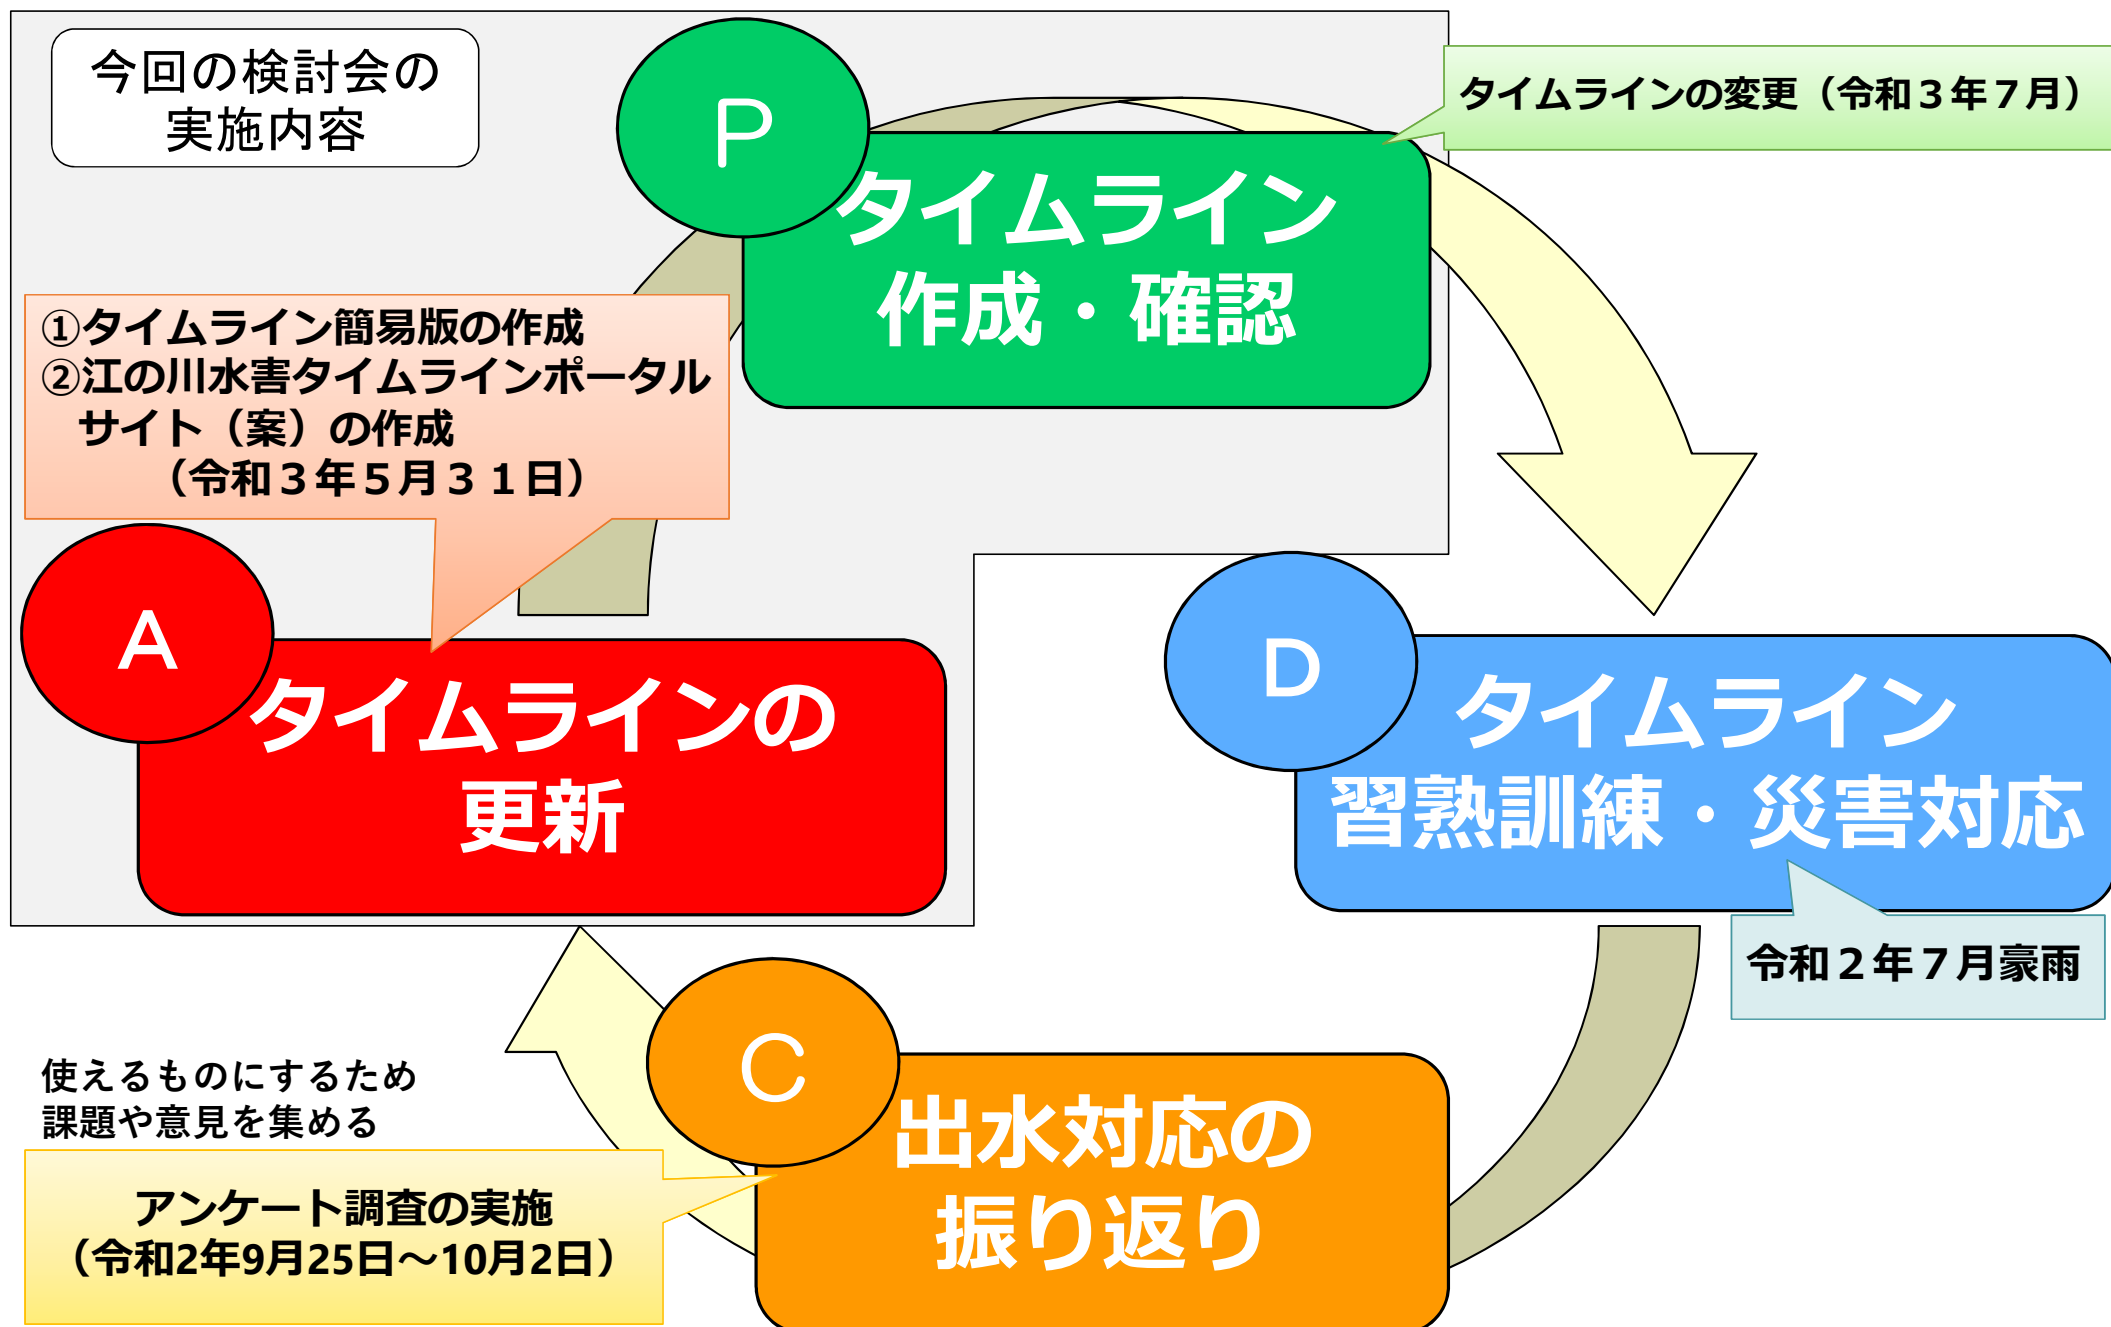 今回の検討会の
実施内容
P
タイムライン
作成・確認
タイムラインの変更（令和３年７月）
①タイムライン簡易版の作成
②江の川水害タイムラインポータル
サイト（案）の作成
（令和３年５月３１日）
A
タイムラインの
更新
D
タイムライン
習熟訓練・災害対応
令和２年７月豪雨
C
出水対応の
振り返り
使えるものにするため
課題や意見を集める
アンケート調査の実施
（令和2年9月25日～10月2日）